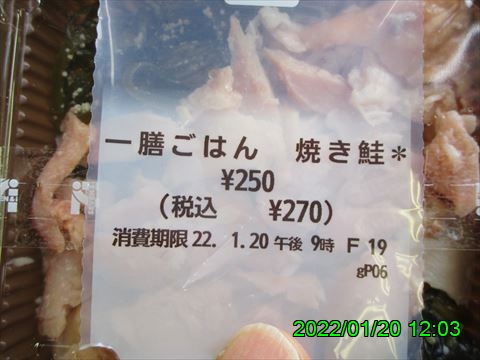 一膳ごはん 焼き鮭*
¥250
(税込 ¥270)
消費期限 22. 1.20 午後 9時 F 19
gP06
2022/01/20 12:03